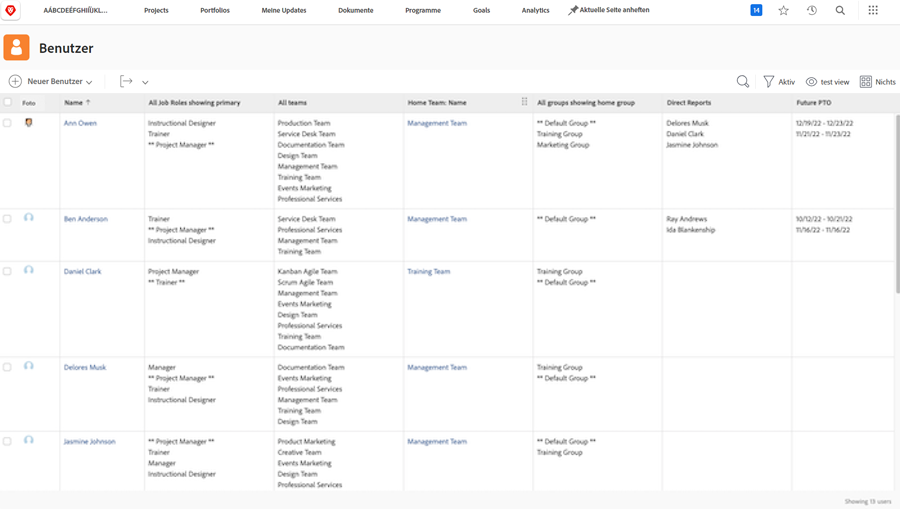 AÁBCDEÉFGHIÍÏJKL... Projects Portfolios Meine Updates Dokumente Programme Goals Analytics Aktuelle Seite anheften 14
Benutzer
Neuer Benutzer Aktiv test view Nichts
Foto Name All Job Roles showing primary All teams Home Team: Name All groups showing home group Direct Reports Future PTO
Ann Owen Instructional Designer Production Team Management Team ** Default Group ** Delores Musk 12/19/22 - 12/23/22
Trainer Service Desk Team Training Group Daniel Clark 11/21/22 - 11/23/22
** Project Manager ** Documentation Team Marketing Group Jasmine Johnson
Design Team
Management Team
Training Team
Events Marketing
Professional Services
Ben Anderson Trainer Service Desk Team Management Team ** Default Group ** Ray Andrews 10/12/22 - 10/21/22
** Project Manager ** Professional Services Ida Blankenship 11/16/22 - 11/16/22
Instructional Designer Management Team
Training Team
Daniel Clark Project Manager Kanban Agile Team Training Team Training Group
** Trainer ** Scrum Agile Team ** Default Group **
Management Team
Events Marketing
Design Team
Professional Services
Training Team
Documentation Team
Delores Musk Manager Documentation Team Management Team Training Group
** Project Manager ** Events Marketing ** Default Group **
Trainer Professional Services
Instructional Designer Management Team
Training Team
Design Team
Jasmine Johnson ** Project Manager ** Product Marketing Management Team ** Default Group **
Trainer Creative Team Training Group
Manager Events Marketing
Instructional Designer Design Team
Professional Services
Showing 13 users